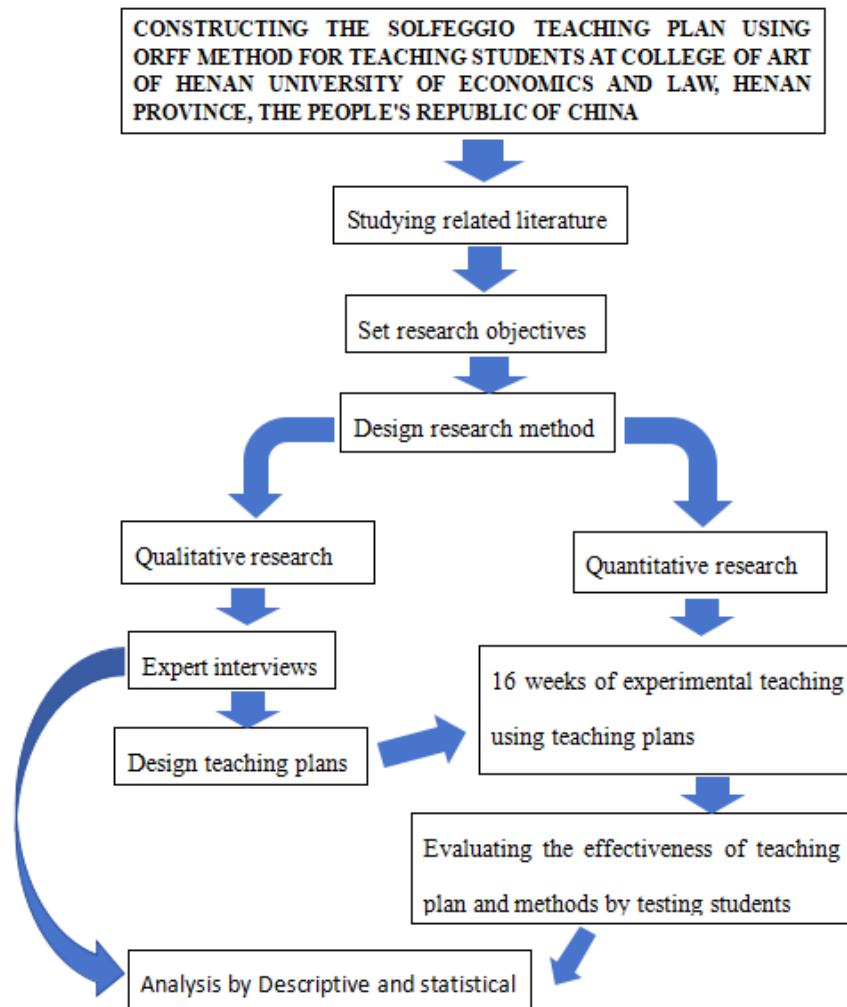 CONSTRUCTING THE SOLFEGGIO TEACHING PLAN USING
ORFF METHOD FOR TEACHING STUDENTS AT COLLEGE OF ART
OF HENAN UNIVERSITY OF ECONOMICS AND LAW, HENAN
PROVINCE, THE PEOPLE'S REPUBLIC OF CHINA
Studying related literature
Set research objectives
Design research method
Qualitative research
Quantitative research
Expert interviews
16 weeks of experimental teaching
using teaching plans
Design teaching plans
Evaluating the effectiveness of teaching
plan and methods by testing students
Analysis by Descriptive and statistical